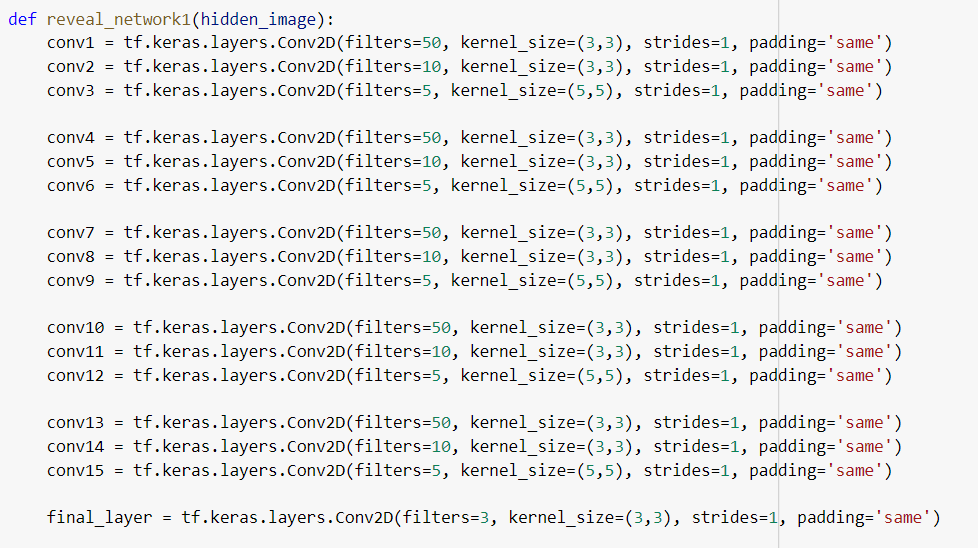 def reveal_network1(hidden_image):
    conv1 = tf.keras.layers.Conv2D(filters=50, kernel_size=(3,3), strides=1, padding='same')
    conv2 = tf.keras.layers.Conv2D(filters=10, kernel_size=(3,3), strides=1, padding='same')
    conv3 = tf.keras.layers.Conv2D(filters=5, kernel_size=(5,5), strides=1, padding='same')

    conv4 = tf.keras.layers.Conv2D(filters=50, kernel_size=(3,3), strides=1, padding='same')
    conv5 = tf.keras.layers.Conv2D(filters=10, kernel_size=(3,3), strides=1, padding='same')
    conv6 = tf.keras.layers.Conv2D(filters=5, kernel_size=(5,5), strides=1, padding='same')

    conv7 = tf.keras.layers.Conv2D(filters=50, kernel_size=(3,3), strides=1, padding='same')
    conv8 = tf.keras.layers.Conv2D(filters=10, kernel_size=(3,3), strides=1, padding='same')
    conv9 = tf.keras.layers.Conv2D(filters=5, kernel_size=(5,5), strides=1, padding='same')

    conv10 = tf.keras.layers.Conv2D(filters=50, kernel_size=(3,3), strides=1, padding='same')
    conv11 = tf.keras.layers.Conv2D(filters=10, kernel_size=(3,3), strides=1, padding='same')
    conv12 = tf.keras.layers.Conv2D(filters=5, kernel_size=(5,5), strides=1, padding='same')

    conv13 = tf.keras.layers.Conv2D(filters=50, kernel_size=(3,3), strides=1, padding='same')
    conv14 = tf.keras.layers.Conv2D(filters=10, kernel_size=(3,3), strides=1, padding='same')
    conv15 = tf.keras.layers.Conv2D(filters=5, kernel_size=(5,5), strides=1, padding='same')

    final_layer = tf.keras.layers.Conv2D(filters=3, kernel_size=(3,3), strides=1, padding='same')